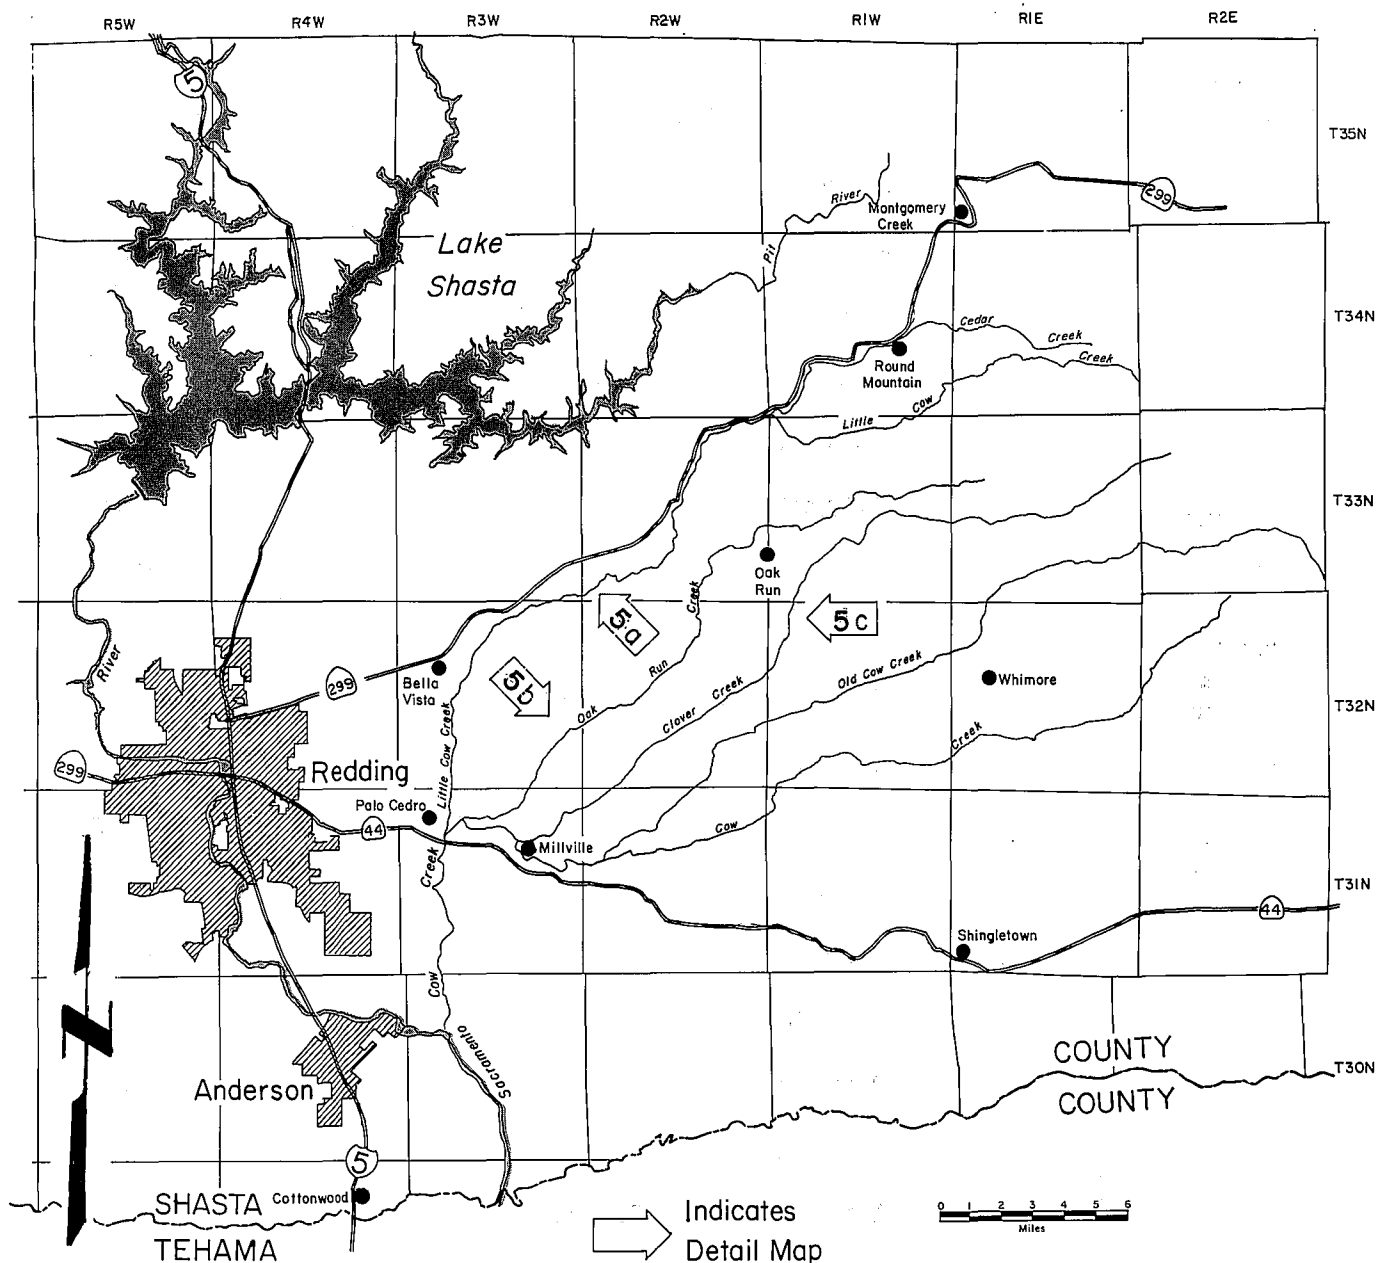 R5W R4W R3W R2W R1W R1E R2E
5
T35N
299
River
Montgomery
Creek
Pit
Lake
Shasta
T34N
Cedar
Creek
Creek
Round
Mountain
Cow
Little
T33N
Oak
Run
Creek
5a
5c
River
299
Bella
Vista
5b
Run
Oak
Creek
Clover
Old Cow Creek
Whimore
T32N
Creek
Little Cow Creek
299
Redding
Palo Cedro
44
Cow
Millville
Creek
T31N
44
Shingletown
Cow
Sacramento
COUNTY
COUNTY
T30N
Anderson
5
SHASTA
Cottonwood
TEHAMA
Indicates
Detail Map
0 1 2 3 4 5 6
Miles